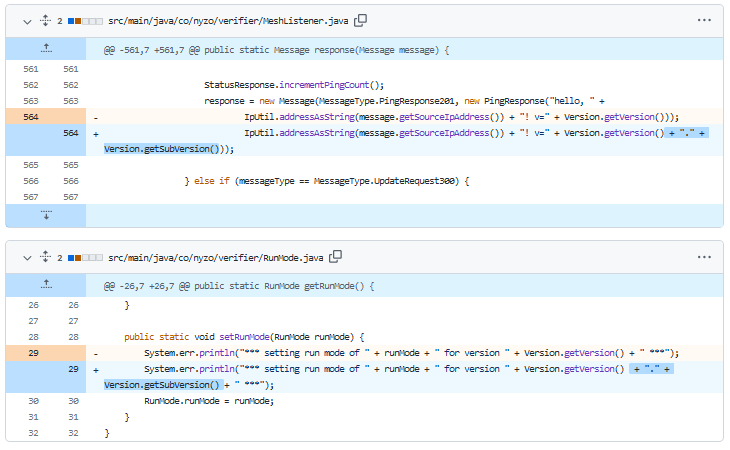 2 src/main/java/co/nyzo/verifier/MeshListener.java
@@ -561,7 +561,7 @@ public static Message response(Message message) {
561 561
562 562 StatusResponse.incrementPingCount();
563 563 response = new Message(MessageType.PingResponse201, new PingResponse("hello, " +
564 - IpUtil.addressAsString(message.getSourceIpAddress()) + "! v=" + Version.getVersion()));
564 + IpUtil.addressAsString(message.getSourceIpAddress()) + "! v=" + Version.getVersion() + "." +
Version.getSubVersion()));
565 565
566 566 } else if (messageType == MessageType.UpdateRequest300) {
567 567
2 src/main/java/co/nyzo/verifier/RunMode.java
@@ -26,7 +26,7 @@ public static RunMode getRunMode() {
26 26 }
27 27
28 28 public static void setRunMode(RunMode runMode) {
29 - System.err.println("*** setting run mode of " + runMode + " for version " + Version.getVersion() + " ***");
29 + System.err.println("*** setting run mode of " + runMode + " for version " + Version.getVersion() + "." +
Version.getSubVersion() + " ***");
30 30 RunMode.runMode = runMode;
31 31 }
32 32 }